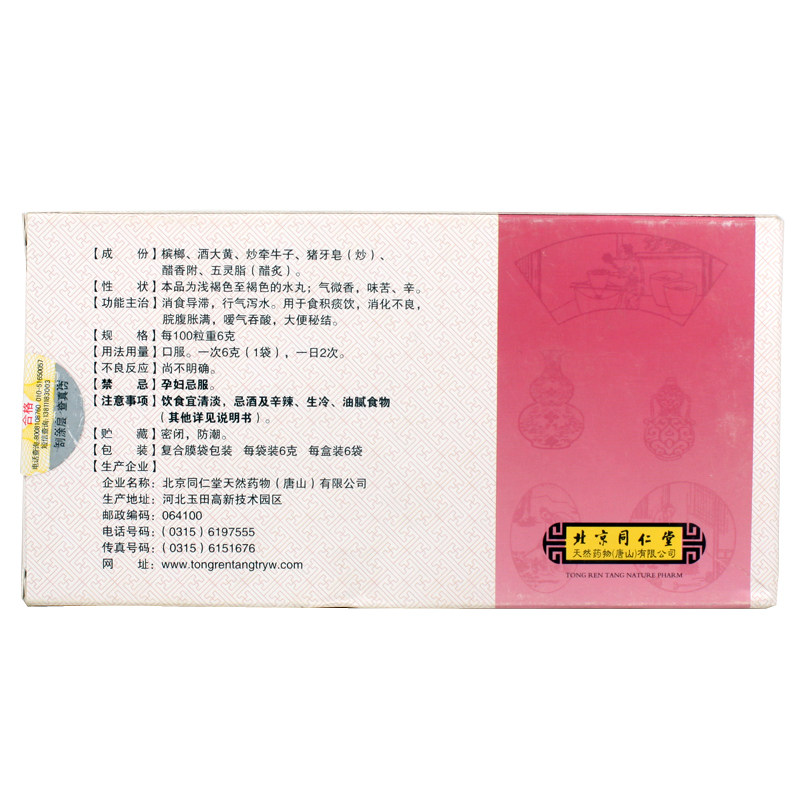 【成　份】槟榔、酒大黄、炒牵牛子、猪牙皂（炒）、
醋香附、五灵脂（醋炙）。
【性　状】本品为浅褐色至褐色的水丸；气微香，味苦、辛。
【功能主治】消食导滞，行气泻水。用于食积痰饮，消化不良，
脘腹胀满，嗳气吞酸，大便秘结。
【规　格】每100粒重6克
【用法用量】口服。一次6克（1袋），一日2次。
【不良反应】尚不明确。
【禁　忌】孕妇忌服。
【注意事项】饮食宜清淡，忌酒及辛辣、生冷、油腻食物
（其他详见说明书）。
【贮　藏】密闭，防潮。
【包　装】复合膜袋包装　每袋装6克　每盒装6袋
【生产企业】
企业名称：北京同仁堂天然药物（唐山）有限公司
生产地址：河北玉田高新技术园区
邮政编码：064100
电话号码：（0315）6197555
传真号码：（0315）6151676
网　址：www.tongrentangtryw.com
合格
刮涂层 查真伪
北京同仁堂
天然药物(唐山)有限公司
TONG REN TANG NATURE PHARM